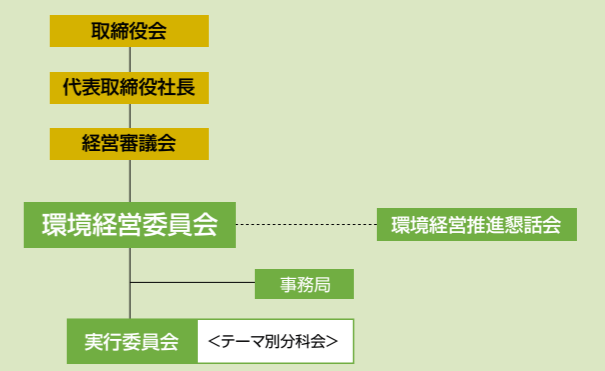 取締役会
代表取締役社長
経営審議会
環境経営委員会
環境経営推進懇話会
事務局
実行委員会 <テーマ別分科会>